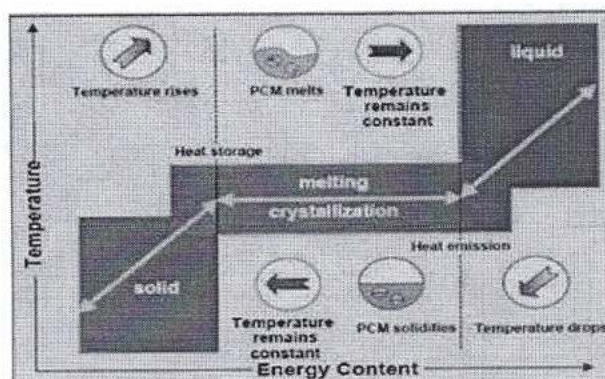 liquid
Temperature rises
PCM melts
Temperature
remains
constant
Heat storage
melting
crystallization
Heat emission
solid
Temperature
remains
constant
PCM solidifies
Temperature drops
Temperature
Energy Content